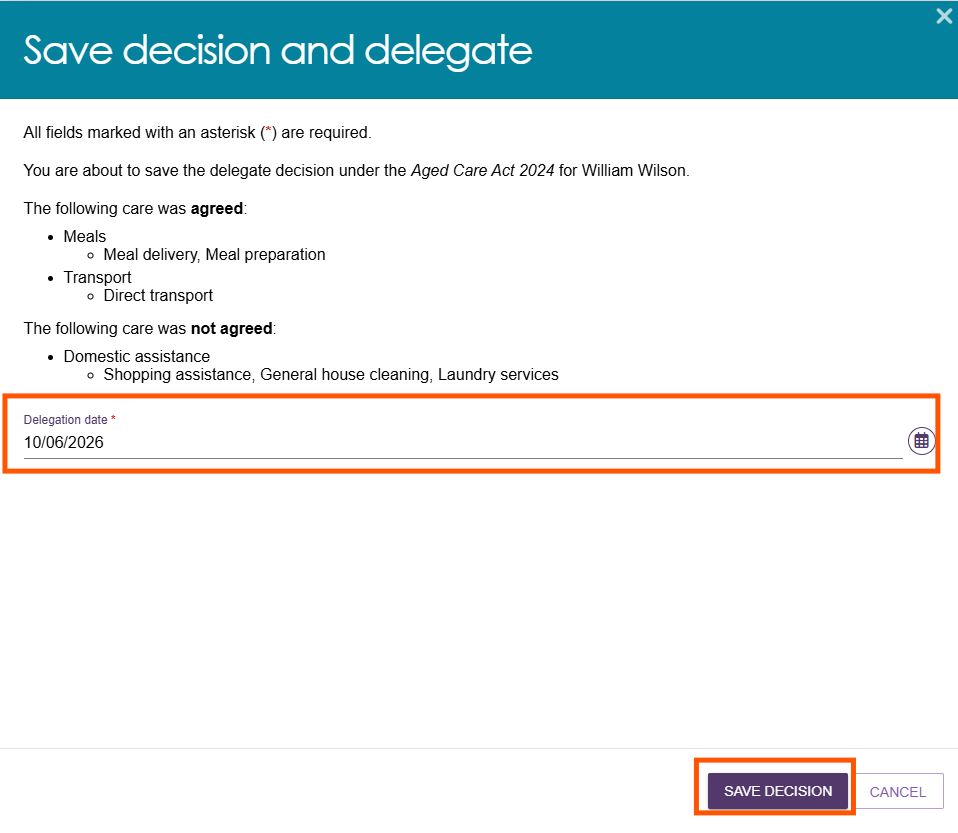 Save decision and delegate
All fields marked with an asterisk (*) are required.
You are about to save the delegate decision under the Aged Care Act 2024 for William Wilson.
The following care was agreed:
• Meals
◦ Meal delivery, Meal preparation
• Transport
◦ Direct transport
The following care was not agreed:
• Domestic assistance
◦ Shopping assistance, General house cleaning, Laundry services
Delegation date *
10/06/2026
SAVE DECISION
CANCEL